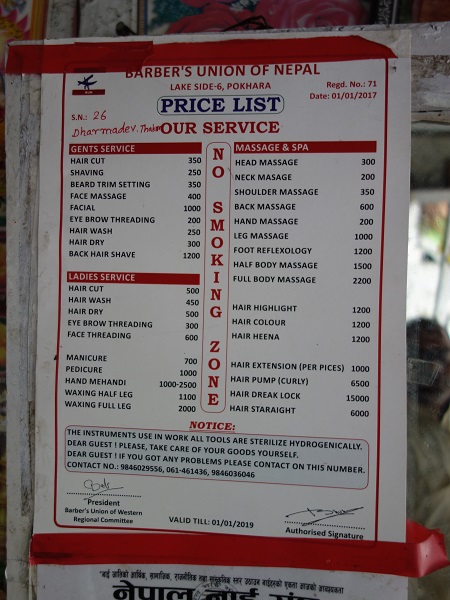 BARBER'S UNION OF NEPAL
LAKE SIDE-6, POKHARA
Regd. No.: 71
PRICE LIST
Date: 01/01/2017
S.N.: 26
Dharmadev. Thakur
OUR SERVICE
GENTS SERVICE
HAIR CUT 350
SHAVING 250
BEARD TRIM SETTING 350
FACE MASSAGE 400
FACIAL 1000
EYE BROW THREADING 200
HAIR WASH 250
HAIR DRY 300
BACK HAIR SHAVE 1200
LADIES SERVICE
HAIR CUT 500
HAIR WASH 450
HAIR DRY 500
EYE BROW THREADING 300
FACE THREADING 600
MANICURE 700
PEDICURE 1000
HAND MEHANDI 1000-2500
WAXING HALF LEG 1100
WAXING FULL LEG 2000
NO SMOKING ZONE
MASSAGE & SPA
HEAD MASSAGE 300
NECK MASAGE 200
SHOULDER MASSAGE 350
BACK MASSAGE 600
HAND MASSAGE 200
LEG MASSAGE 1000
FOOT REFLEXOLOGY 1200
HALF BODY MASSAGE 1500
FULL BODY MASSAGE 2200
HAIR HIGHLIGHT 1200
HAIR COLOUR 1200
HAIR HEENA 1200
HAIR EXTENSION (PER PICES) 1000
HAIR PUMP (CURLY) 6500
HAIR DREAK LOCK 15000
HAIR STARAIGHT 6000
NOTICE:
THE INSTRUMENTS USE IN WORK ALL TOOLS ARE STERILIZE HYDROGENICALLY.
DEAR GUEST ! PLEASE, TAKE CARE OF YOUR GOODS YOURSELF.
DEAR GUEST ! IF YOU GOT ANY PROBLEMS PLEASE CONTACT ON THIS NUMBER.
CONTACT NO.: 9846029556, 061-461436, 9846036046
President
Barber's Union of Western
Regional Committee
VALID TILL: 01/01/2019
Authorised Signature
नेपाल नाई